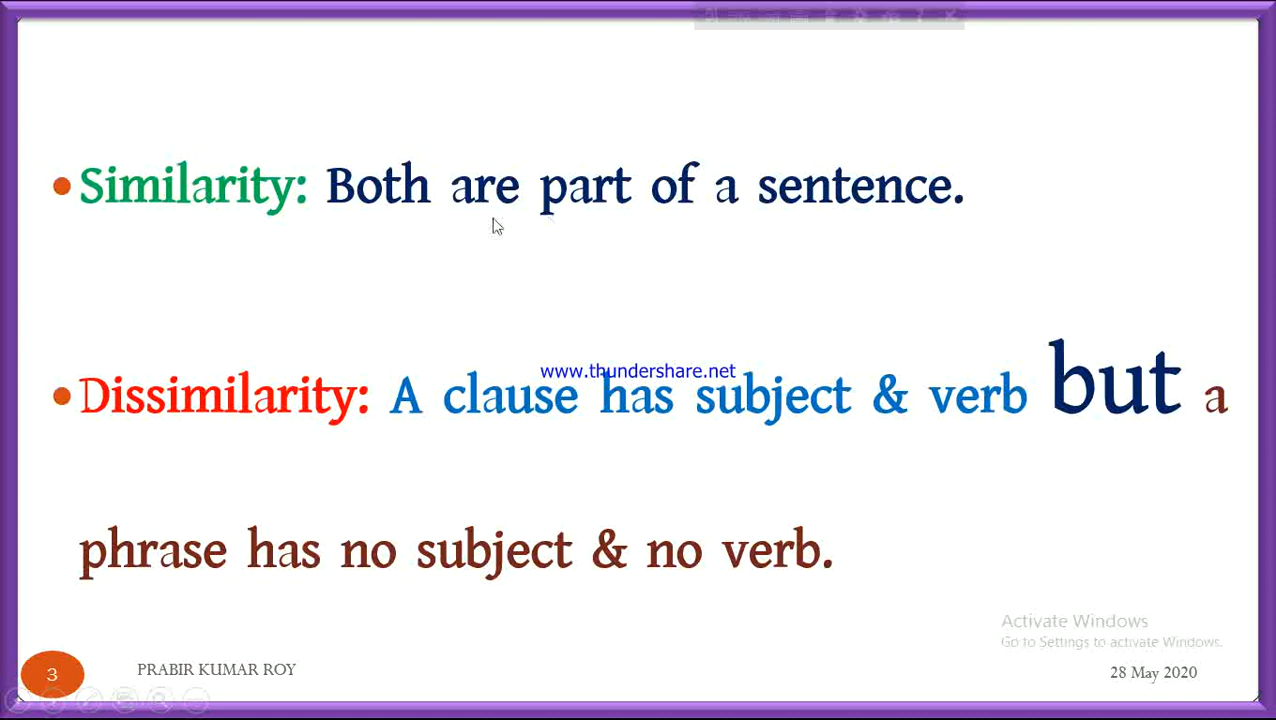 Similarity: Both are part of a sentence.
www.thundershare.net
Dissimilarity: A clause has subject & verb but a
phrase has no subject & no verb.
Activate Windows
Go to Settings to activate Windows.
3
PRABIR KUMAR ROY
28 May 2020